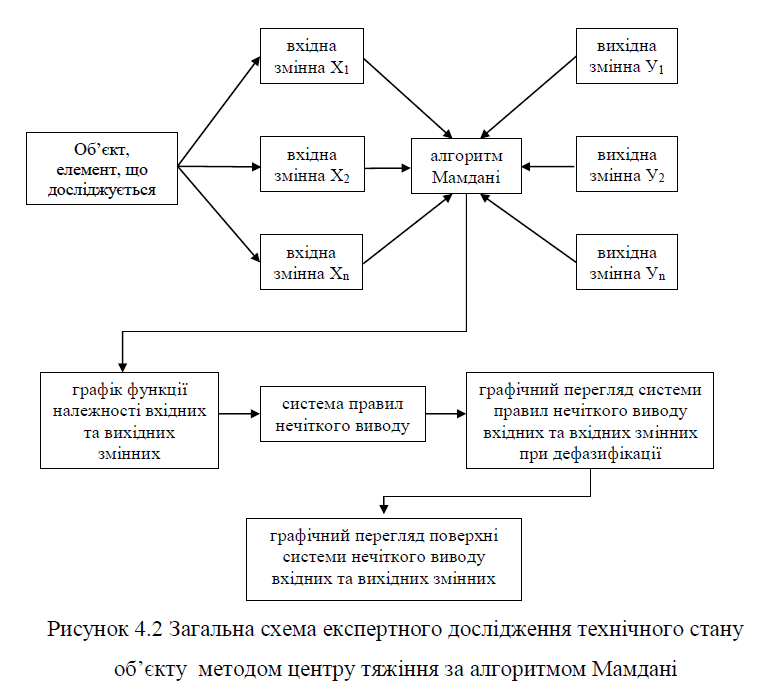 вхідна
змінна X1
вихідна
змінна У1
Об’єкт,
елемент, що
досліджується
вхідна
змінна X2
алгоритм
Мамдані
вихідна
змінна У2
вхідна
змінна Xn
вихідна
змінна Уn
графік функції
належності вхідних
та вихідних
змінних
система правил
нечіткого виводу
графічний перегляд системи
правил нечіткого виводу
вхідних та вхідних змінних
при дефазифікації
графічний перегляд поверхні
системи нечіткого виводу
вхідних та вихідних змінних
Рисунок 4.2 Загальна схема експертного дослідження технічного стану
об’єкту методом центру тяжіння за алгоритмом Мамдані